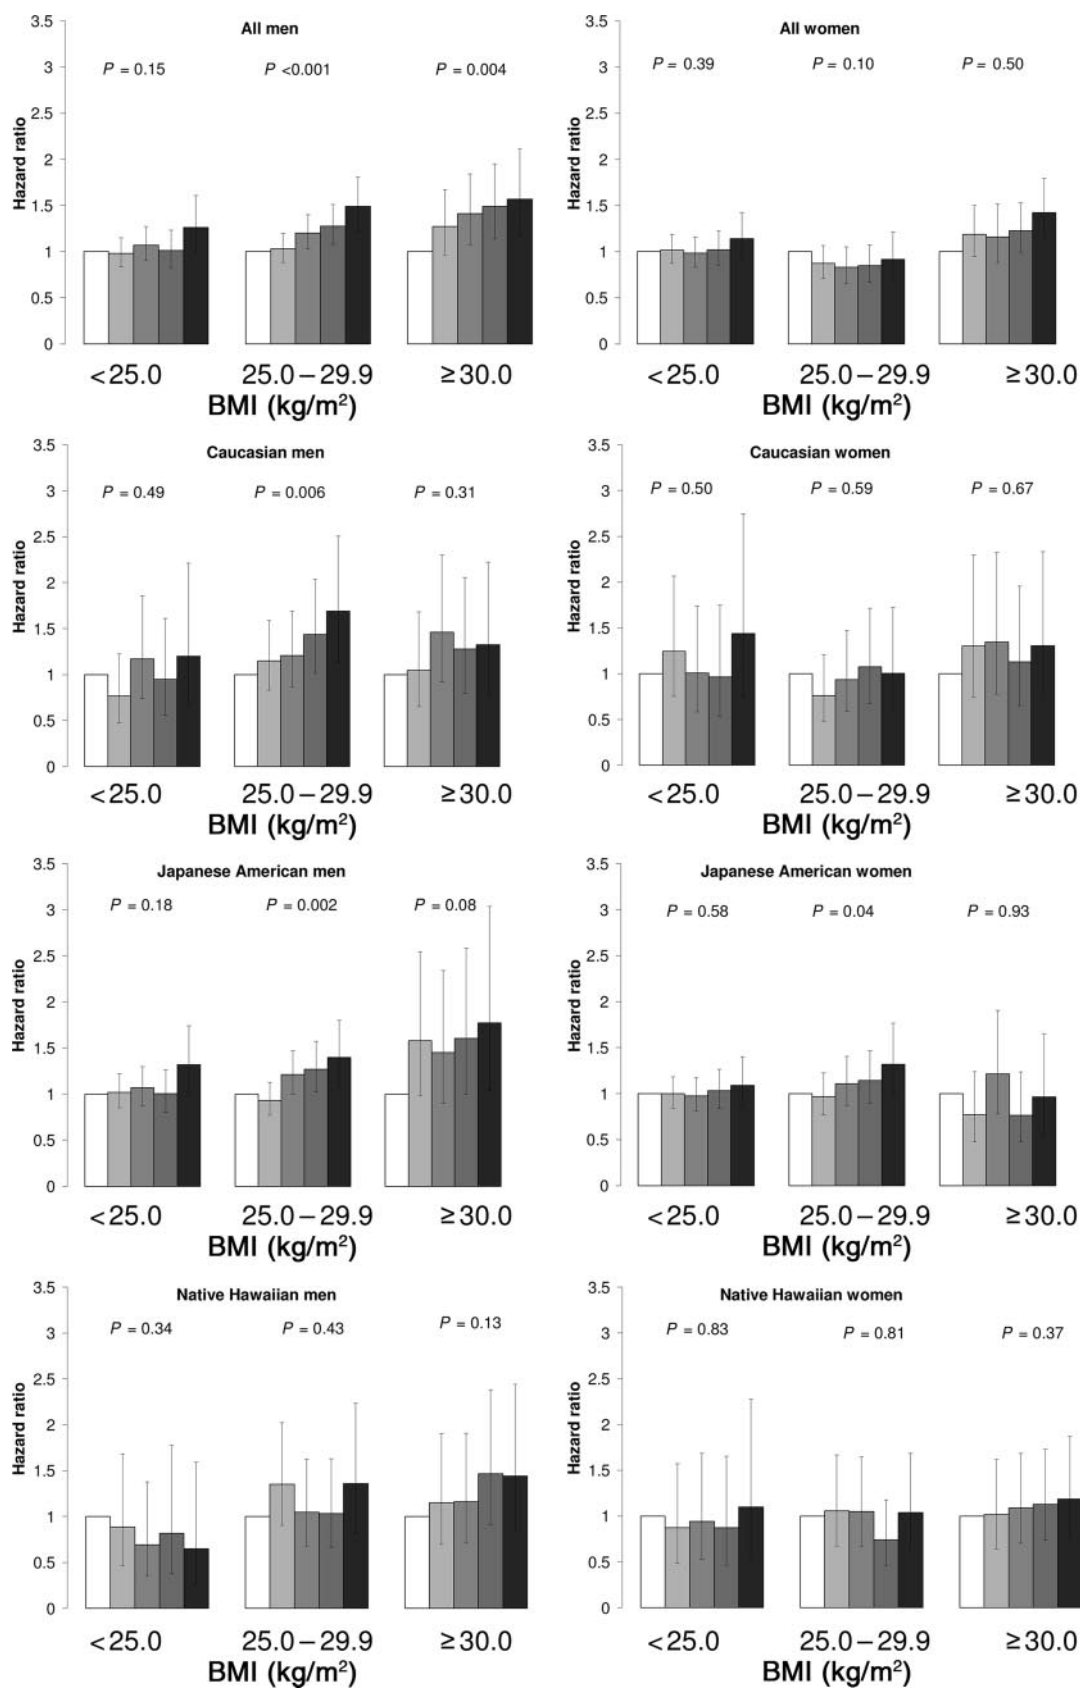 All men
P = 0.15 P <0.001 P = 0.004
Hazard ratio
3.5
3
2.5
2
1.5
1
0.5
0
<25.0 25.0–29.9 ≥30.0
BMI (kg/m²)
All women
P = 0.39 P = 0.10 P = 0.50
Hazard ratio
3.5
3
2.5
2
1.5
1
0.5
0
<25.0 25.0–29.9 ≥30.0
BMI (kg/m²)
Caucasian men
P = 0.49 P = 0.006 P = 0.31
Hazard ratio
3.5
3
2.5
2
1.5
1
0.5
0
<25.0 25.0–29.9 ≥30.0
BMI (kg/m²)
Caucasian women
P = 0.50 P = 0.59 P = 0.67
Hazard ratio
3.5
3
2.5
2
1.5
1
0.5
0
<25.0 25.0–29.9 ≥30.0
BMI (kg/m²)
Japanese American men
P = 0.18 P = 0.002 P = 0.08
Hazard ratio
3.5
3
2.5
2
1.5
1
0.5
0
<25.0 25.0–29.9 ≥30.0
BMI (kg/m²)
Japanese American women
P = 0.58 P = 0.04 P = 0.93
Hazard ratio
3.5
3
2.5
2
1.5
1
0.5
0
<25.0 25.0–29.9 ≥30.0
BMI (kg/m²)
Native Hawaiian men
P = 0.34 P = 0.43 P = 0.13
Hazard ratio
3.5
3
2.5
2
1.5
1
0.5
0
<25.0 25.0–29.9 ≥30.0
BMI (kg/m²)
Native Hawaiian women
P = 0.83 P = 0.81 P = 0.37
Hazard ratio
3.5
3
2.5
2
1.5
1
0.5
0
<25.0 25.0–29.9 ≥30.0
BMI (kg/m²)